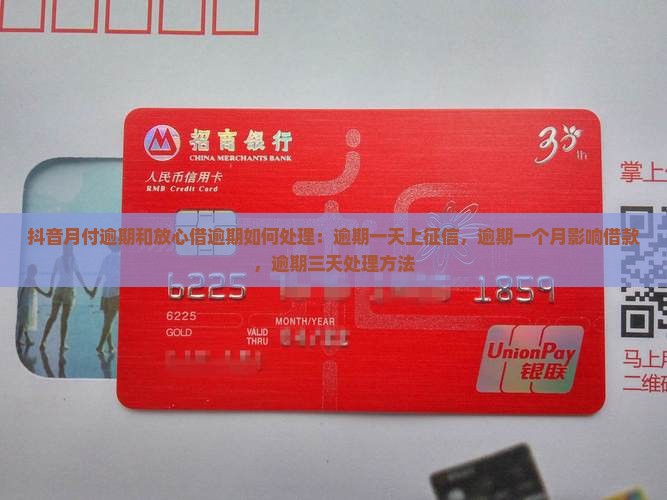 掌上
招商银行
CHINA MERCHANTS BANK
30
th
人民币信用卡
RMB Credit Card
抖音月付逾期和放心借逾期如何处理：逾期一天上征信，逾期一个月影响借款
，逾期三天处理方法
6225
1859
6225
GOLD
VALID
THRU
MONTH/YEAR
UnionPay
银联
马上
二维